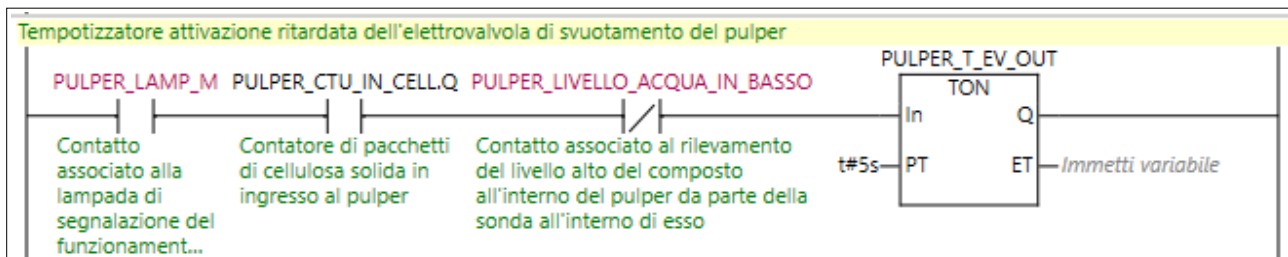 Tempotizzatore attivazione ritardata dell'elettrovalvola di svuotamento del pulper
PULPER_T_EV_OUT
PULPER_LAMP_M PULPER_CTU_IN_CELL.Q PULPER_LIVELLO_ACQUA_IN_BASSO
TON
In Q
Contatto
associato alla
lampada di
segnalazione del
funzionament...
Contatore di pacchetti
di cellulosa solida in
ingresso al pulper
Contatto associato al rilevamento
del livello alto del composto
all'interno del pulper da parte della
sonda all'interno di esso
t#5s PT ET Immetti variabile